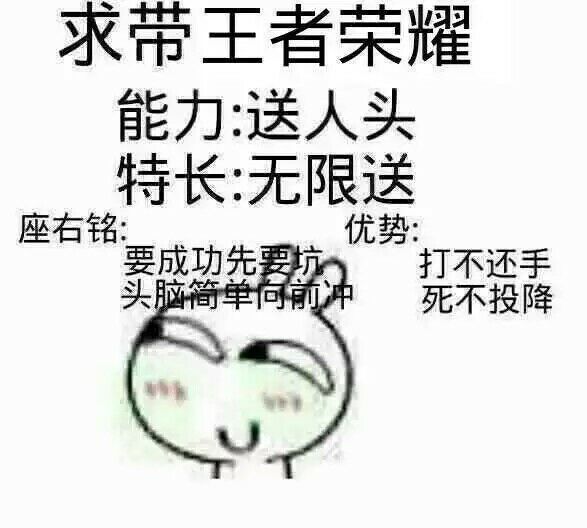 求带王者荣耀
能力:送人头
特长:无限送
座右铭:
要成功先要坑
头脑简单向前冲
优势:
打不还手
死不投降